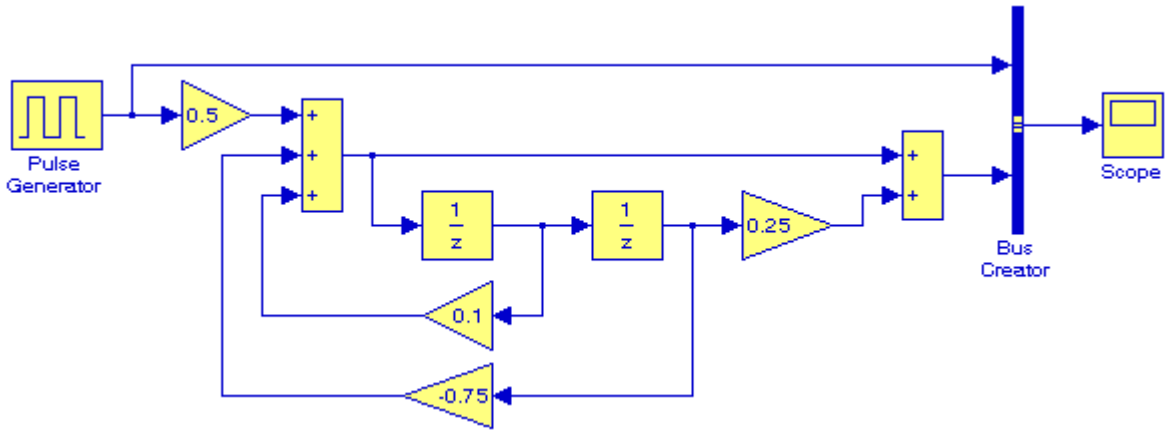 0.5
+
+
+
Pulse
Generator
1
z
1
z
0.25
+
+
Scope
Bus
Creator
0.1
-0.75